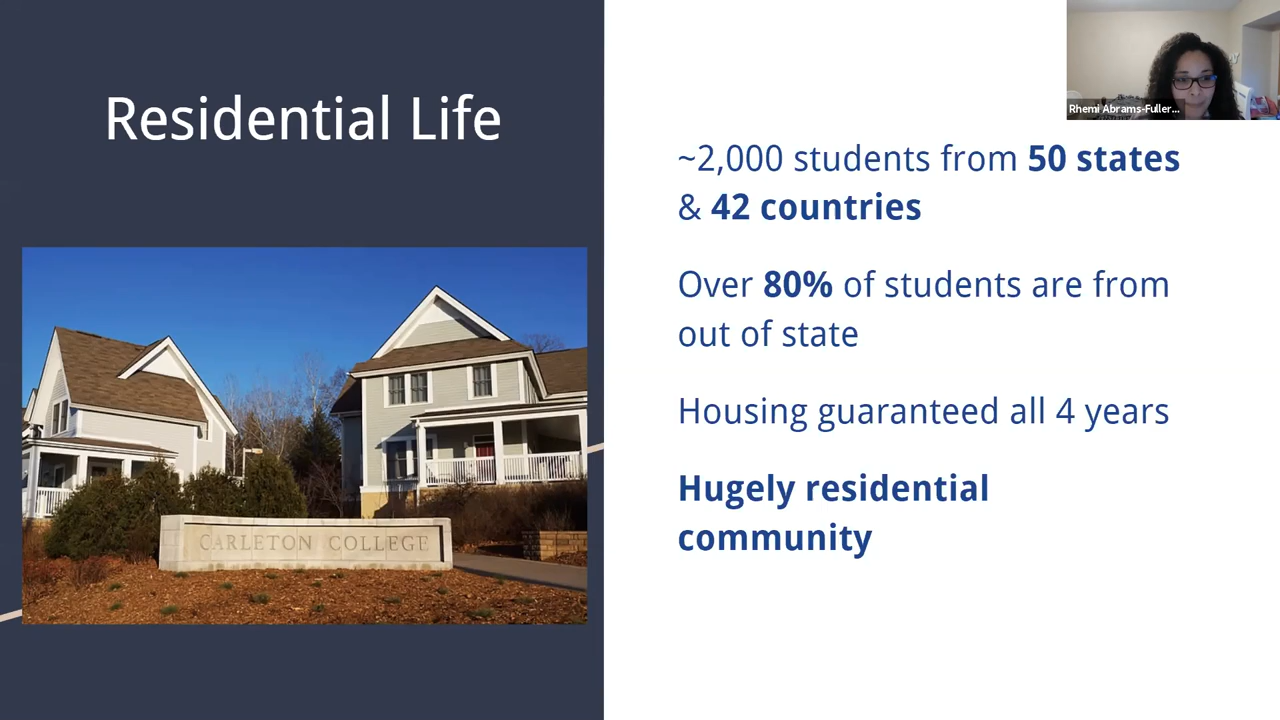 Residential Life
Rhemi Abrams-Fuller...
~2,000 students from 50 states
& 42 countries
Over 80% of students are from
out of state
Housing guaranteed all 4 years
Hugely residential
community
CARLETON COLLEGE